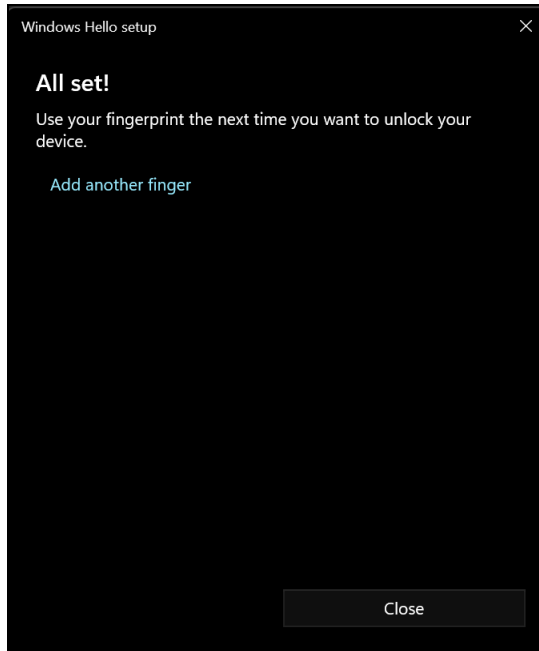 Windows Hello setup
All set!
Use your fingerprint the next time you want to unlock your
device.
Add another finger
Close